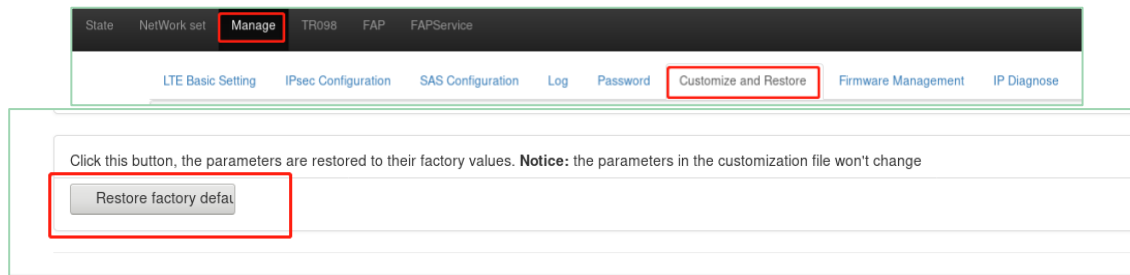 State NetWork set Manage TR098 FAP FAPService
LTE Basic Setting IPsec Configuration SAS Configuration Log Password Customize and Restore Firmware Management IP Diagnose
Click this button, the parameters are restored to their factory values. Notice: the parameters in the customization file won't change
Restore factory defau